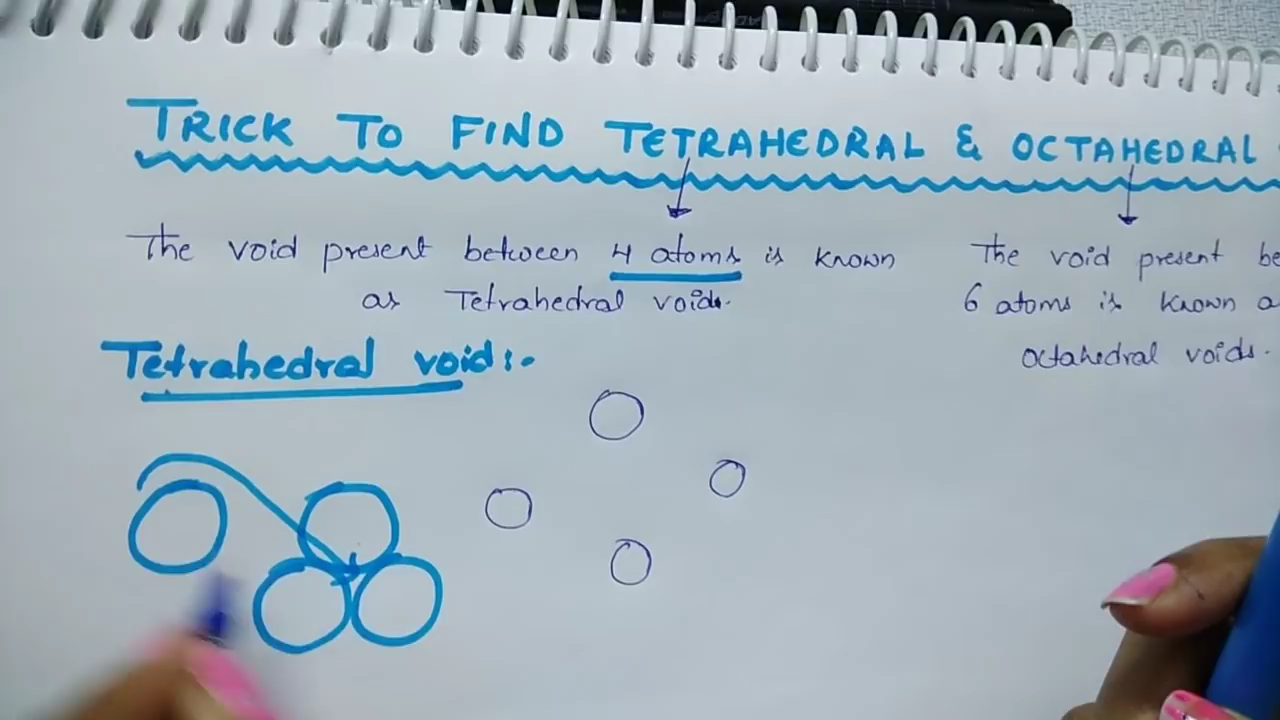 TRICK TO FIND TETRAHEDRAL & OCTAHEDRAL
The void present between 4 atoms is known
as Tetrahedral voids.
The void present be
6 atoms is known a
octahedral voids.
Tetrahedral void:-